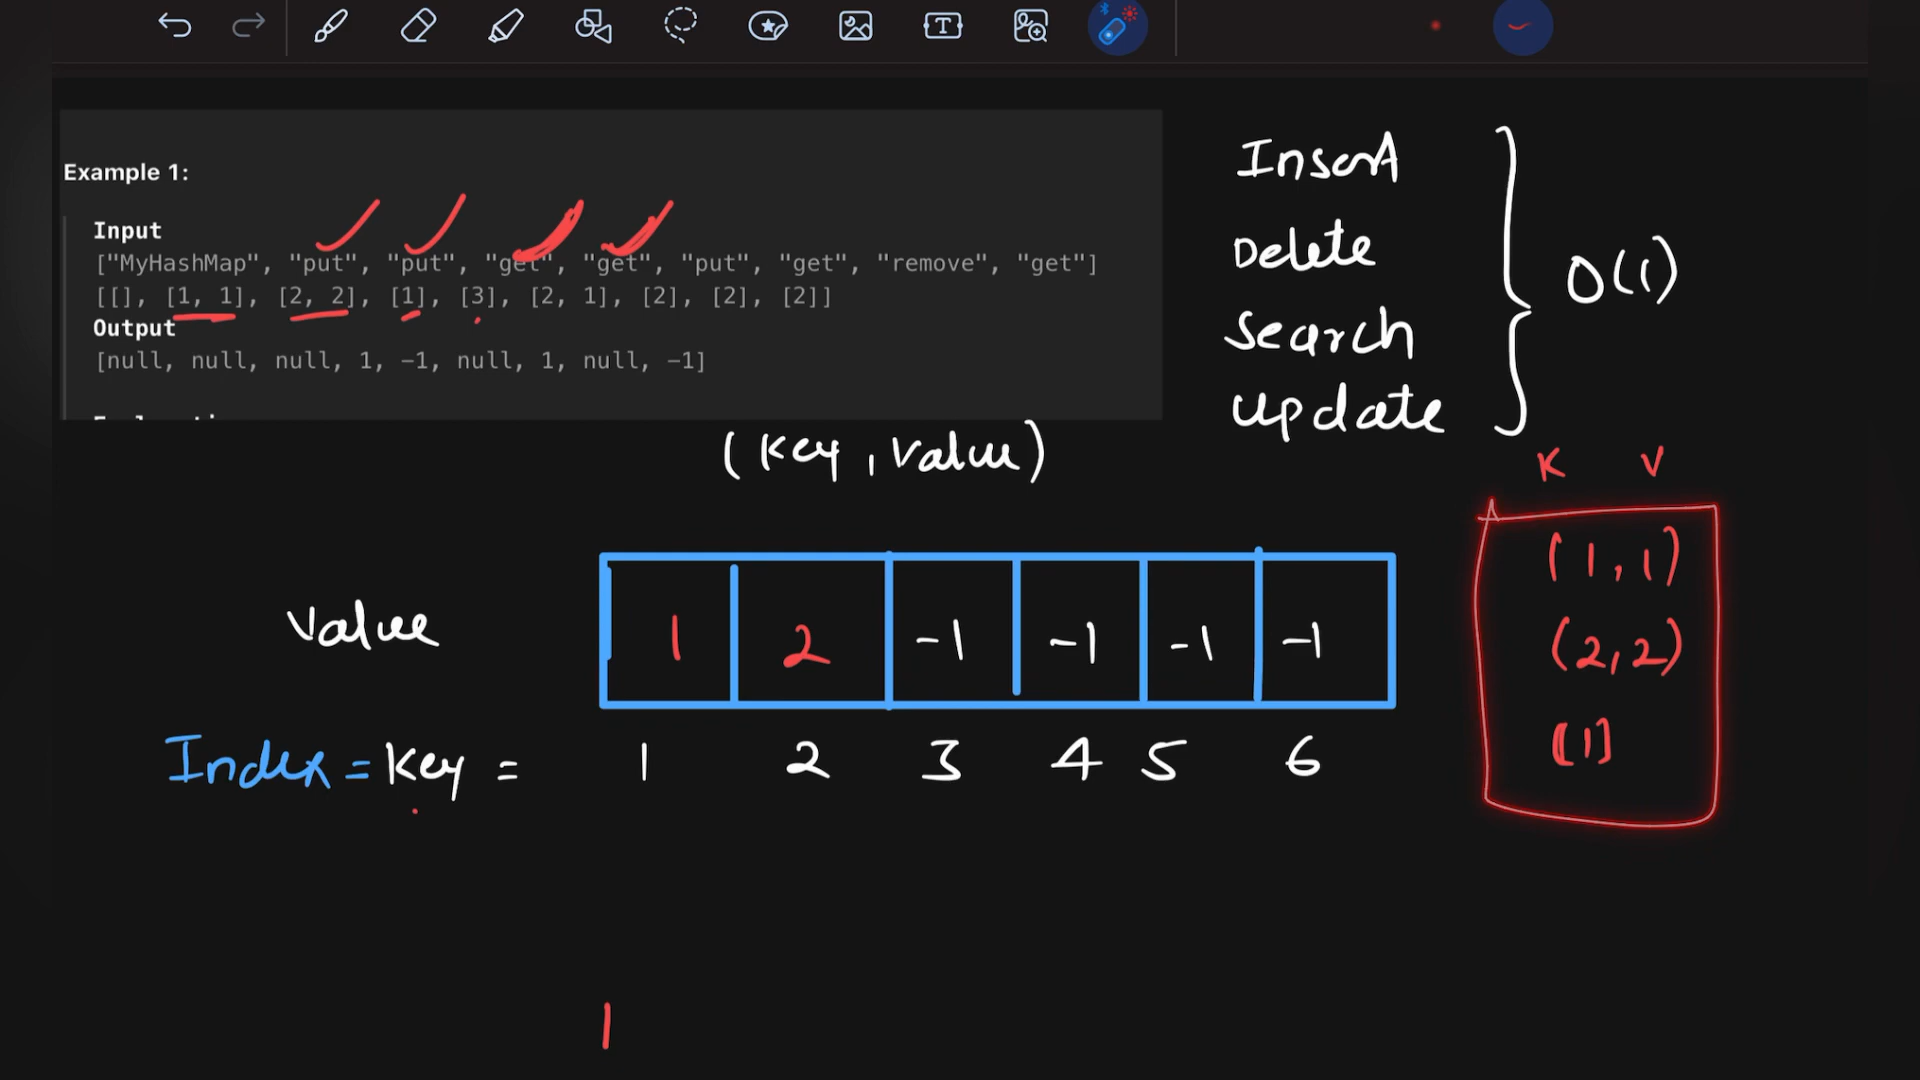 Example 1:
Input
["MyHashMap", "put", "put", "get", "get", "put", "get", "remove", "get"]
[[], [1, 1], [2, 2], [1], [3], [2, 1], [2], [2], [2]]
Output
[null, null, null, 1, −1, null, 1, null, −1]
Insert
Delete
Search
update
O(1)
(Key, Value)
K V
(1,1)
(2,2)
[1]
Value
1 2 -1 -1 -1 -1
Index = Key = 1 2 3 4 5 6
1